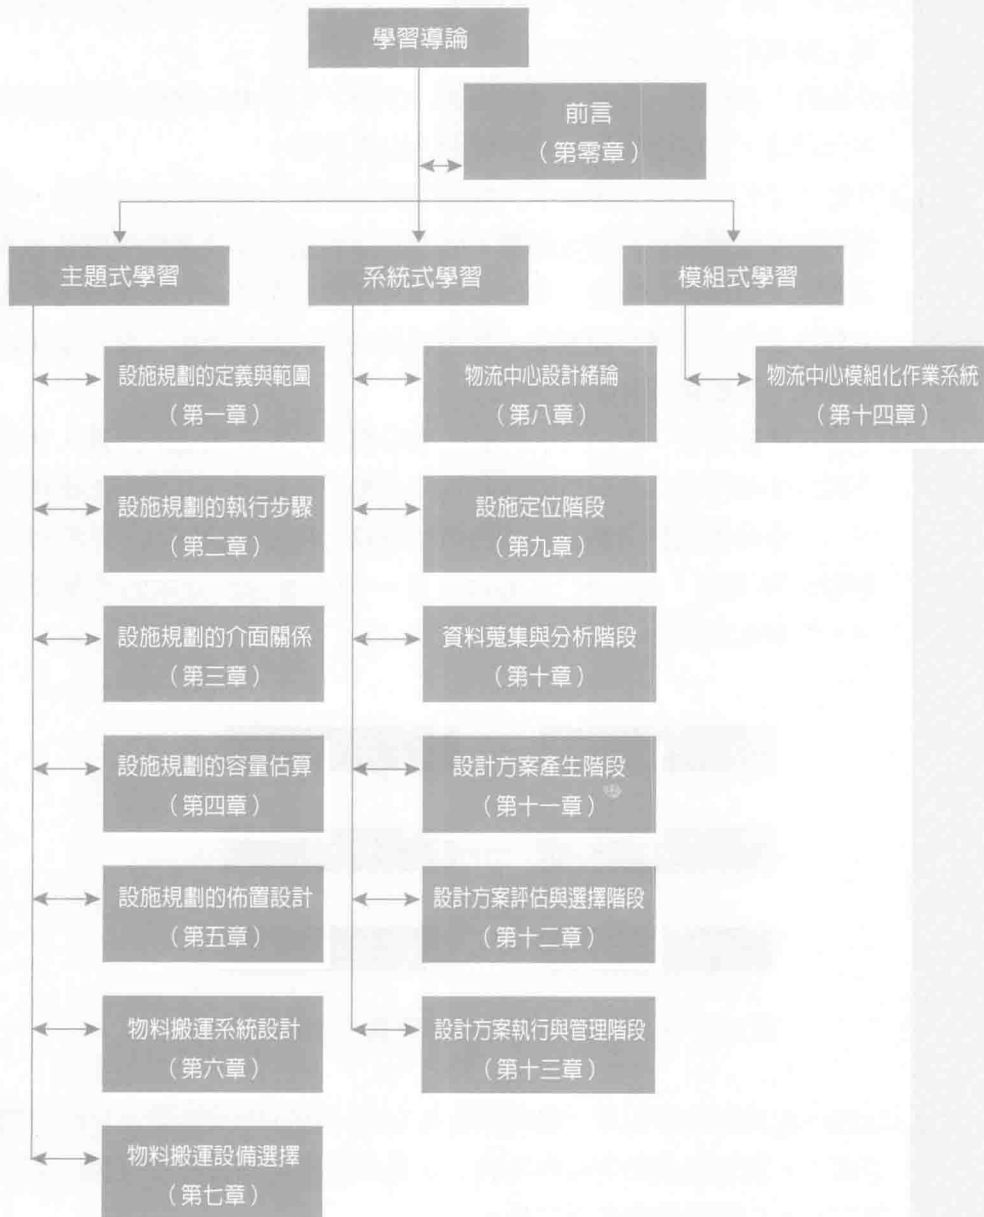 學習導論
前言
（第零章）
主題式學習
系統式學習
模組式學習
設施規劃的定義與範圍
（第一章）
設施規劃的執行步驟
（第二章）
設施規劃的介面關係
（第三章）
設施規劃的容量估算
（第四章）
設施規劃的佈置設計
（第五章）
物料搬運系統設計
（第六章）
物料搬運設備選擇
（第七章）
物流中心設計緒論
（第八章）
設施定位階段
（第九章）
資料蒐集與分析階段
（第十章）
設計方案產生階段
（第十一章）
設計方案評估與選擇階段
（第十二章）
設計方案執行與管理階段
（第十三章）
物流中心模組化作業系統
（第十四章）